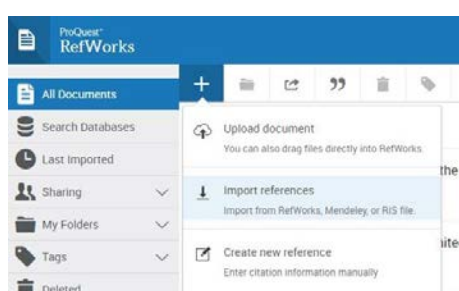 ProQuest
RefWorks
All Documents
Search Databases
Last Imported
Sharing
My Folders
Tags
Deleted
Upload document
You can also drag files directly into RefWorks.
the
Import references
Import from RefWorks, Mendeley, or RIS file.
Create new reference
Enter citation information manually